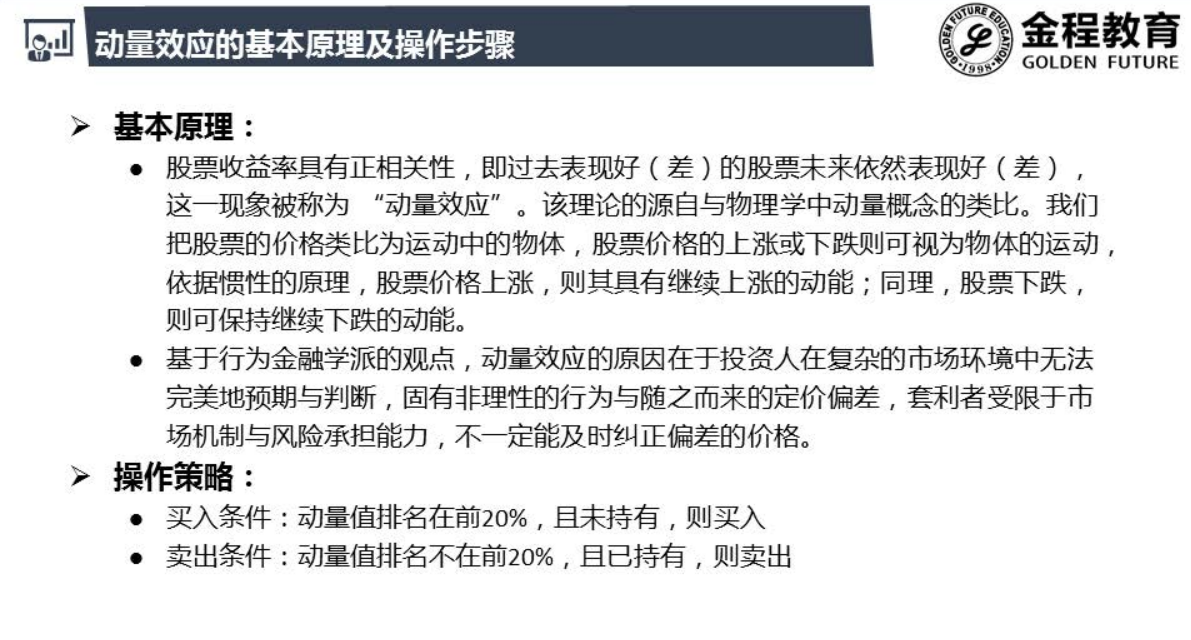 动量效应的基本原理及操作步骤
GOLDEN FUTURE EDUCATION
·1998·
金程教育
GOLDEN FUTURE
➢ 基本原理：
● 股票收益率具有正相关性，即过去表现好（差）的股票未来依然表现好（差），
这一现象被称为 “动量效应”。该理论的源自与物理学中动量概念的类比。我们
把股票的价格类比为运动中的物体，股票价格的上涨或下跌则可视为物体的运动，
依据惯性的原理，股票价格上涨，则其具有继续上涨的动能；同理，股票下跌，
则可保持继续下跌的动能。
● 基于行为金融学派的观点，动量效应的原因在于投资人在复杂的市场环境中无法
完美地预期与判断，固有非理性的行为与随之而来的定价偏差，套利者受限于市
场机制与风险承担能力，不一定能及时纠正偏差的价格。
➢ 操作策略：
● 买入条件：动量值排名在前20%，且未持有，则买入
● 卖出条件：动量值排名不在前20%，且已持有，则卖出